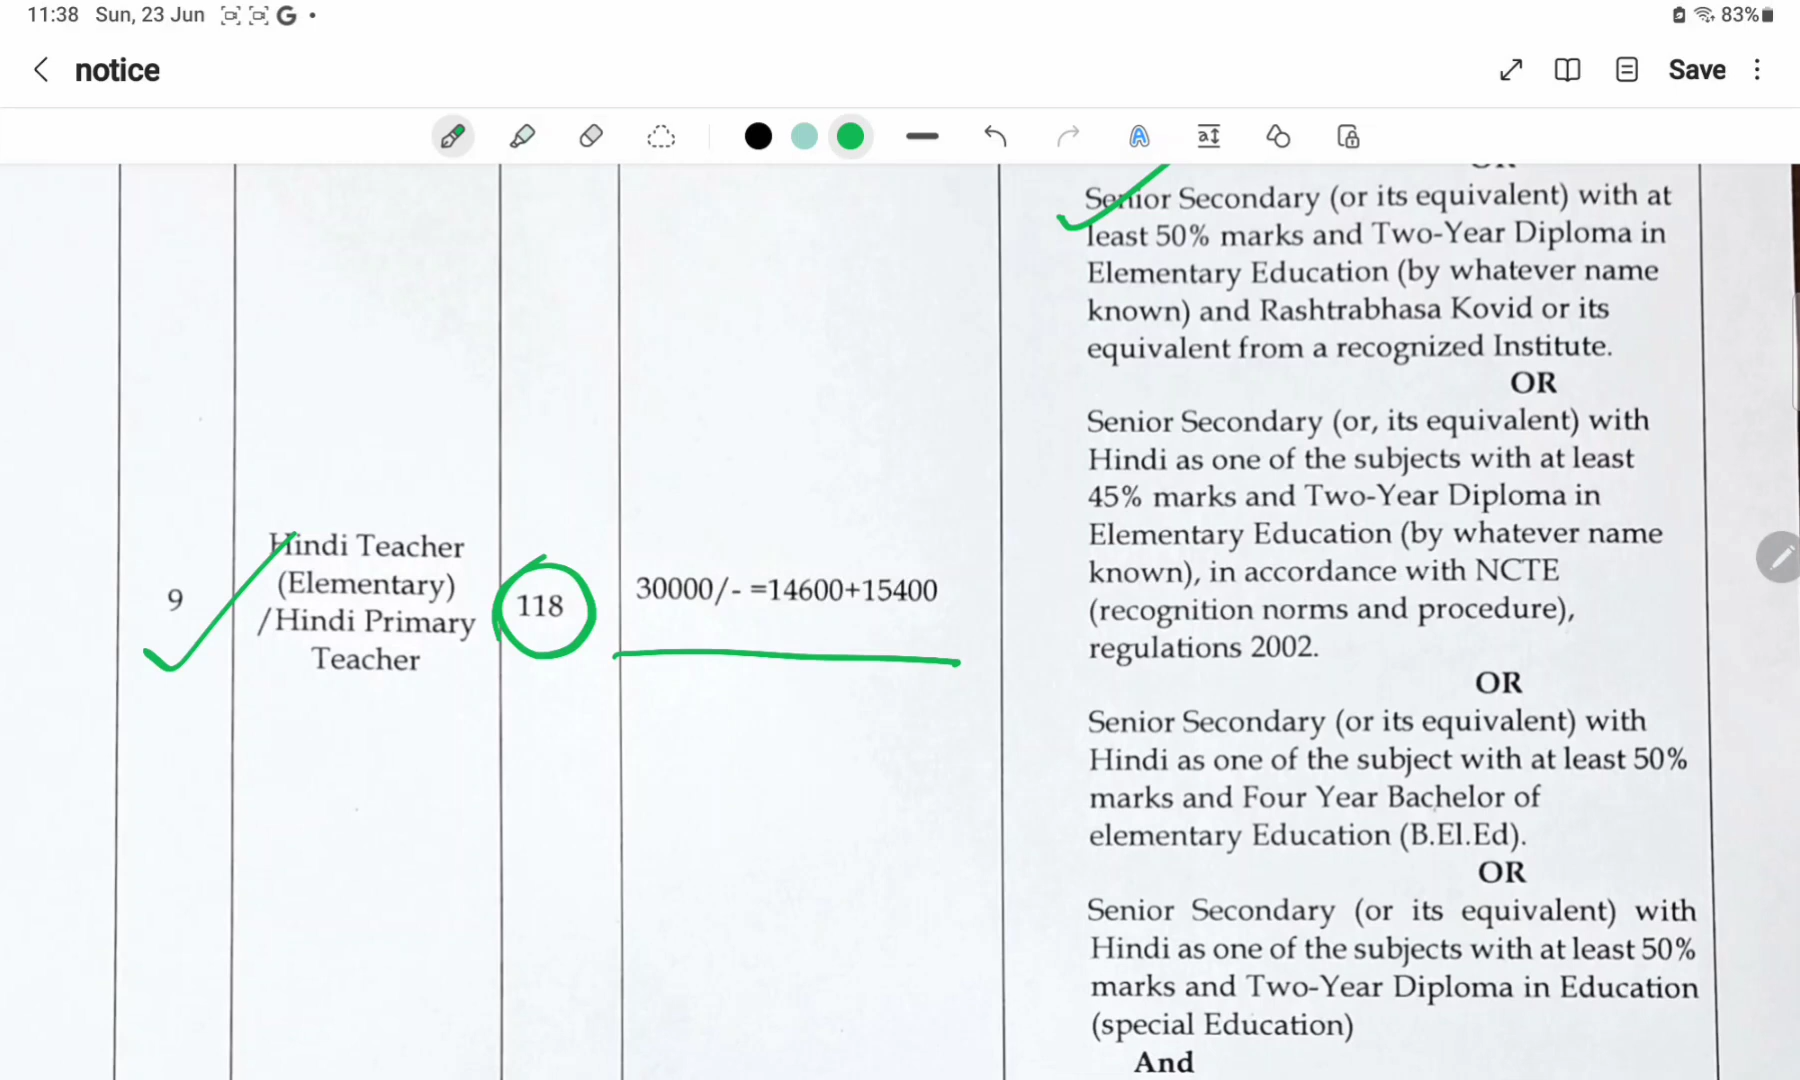 11:38 Sun, 23 Jun
83%
notice
Save
Senior Secondary (or its equivalent) with at
least 50% marks and Two-Year Diploma in
Elementary Education (by whatever name
known) and Rashtrabhasa Kovid or its
equivalent from a recognized Institute.
OR
Senior Secondary (or, its equivalent) with
Hindi as one of the subjects with at least
45% marks and Two-Year Diploma in
Elementary Education (by whatever name
known), in accordance with NCTE
(recognition norms and procedure),
regulations 2002.
OR
Senior Secondary (or its equivalent) with
Hindi as one of the subject with at least 50%
marks and Four Year Bachelor of
elementary Education (B.El.Ed).
OR
Senior Secondary (or its equivalent) with
Hindi as one of the subjects with at least 50%
marks and Two-Year Diploma in Education
(special Education)
And
9
Hindi Teacher
(Elementary)
/Hindi Primary
Teacher
118
30000/- =14600+15400